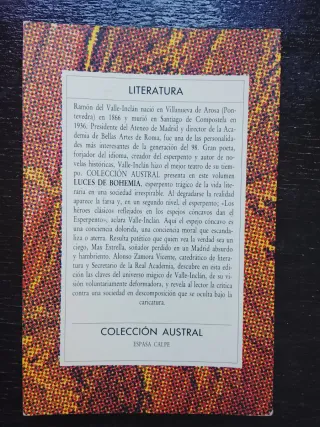 LITERATURA
Ramón del Valle-Inclán nació en Villanueva de Arosa (Pon-
tevedra) en 1866 y murió en Santiago de Compostela en
1936. Presidente del Ateneo de Madrid y director de la Aca-
demia de Bellas Artes de Roma, fue una de las personalida-
des más interesantes de la generación del 98. Gran poeta,
forjador del idioma, creador del esperpento y autor de no-
velas históricas, Valle-Inclán hizo el mejor teatro de su tiem-
po. COLECCIÓN AUSTRAL presenta en este volumen
LUCES DE BOHEMIA, esperpento trágico de la vida lite-
raria en una sociedad irrespirable. Al degradarse la realidad
aparece la farsa y, en un segundo nivel, el esperpento; «Los
héroes clásicos reflejados en los espejos cóncavos dan el
Esperpento», aclara Valle-Inclán. Aquí el espejo cóncavo es
una conciencia dolorida, una conciencia moral que escanda-
liza o aterra. Resulta patético que quien vea la verdad sea un
ciego, Max Estrella, soñador perdido en un Madrid absurdo
y hambriento. Alonso Zamora Vicente, catedrático de litera-
tura y Secretario de la Real Academia, descubre en esta edi-
ción las claves del universo mágico de Valle-Inclán, de su vi-
sión voluntariamente deformadora, y revela al lector la crítica
contra una sociedad en descomposición que se oculta bajo la
caricatura.
COLECCIÓN AUSTRAL
ESPASA CALPE